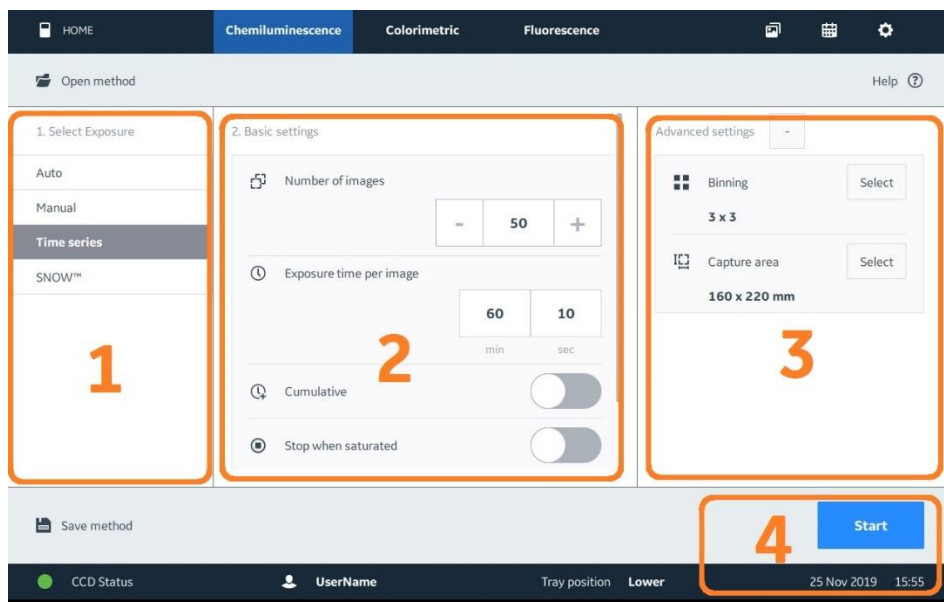 HOME Chemiluminescence Colorimetric Fluorescence
Open method Help ?
1. Select Exposure
Auto
Manual
Time series
SNOW™
1
2. Basic settings
Number of images
- 50 +
Exposure time per image
60 10
min sec
2
Cumulative
Stop when saturated
Advanced settings -
Binning Select
3 x 3
Capture area Select
160 x 220 mm
3
Save method
4 Start
CCD Status UserName Tray position Lower 25 Nov 2019 15:55